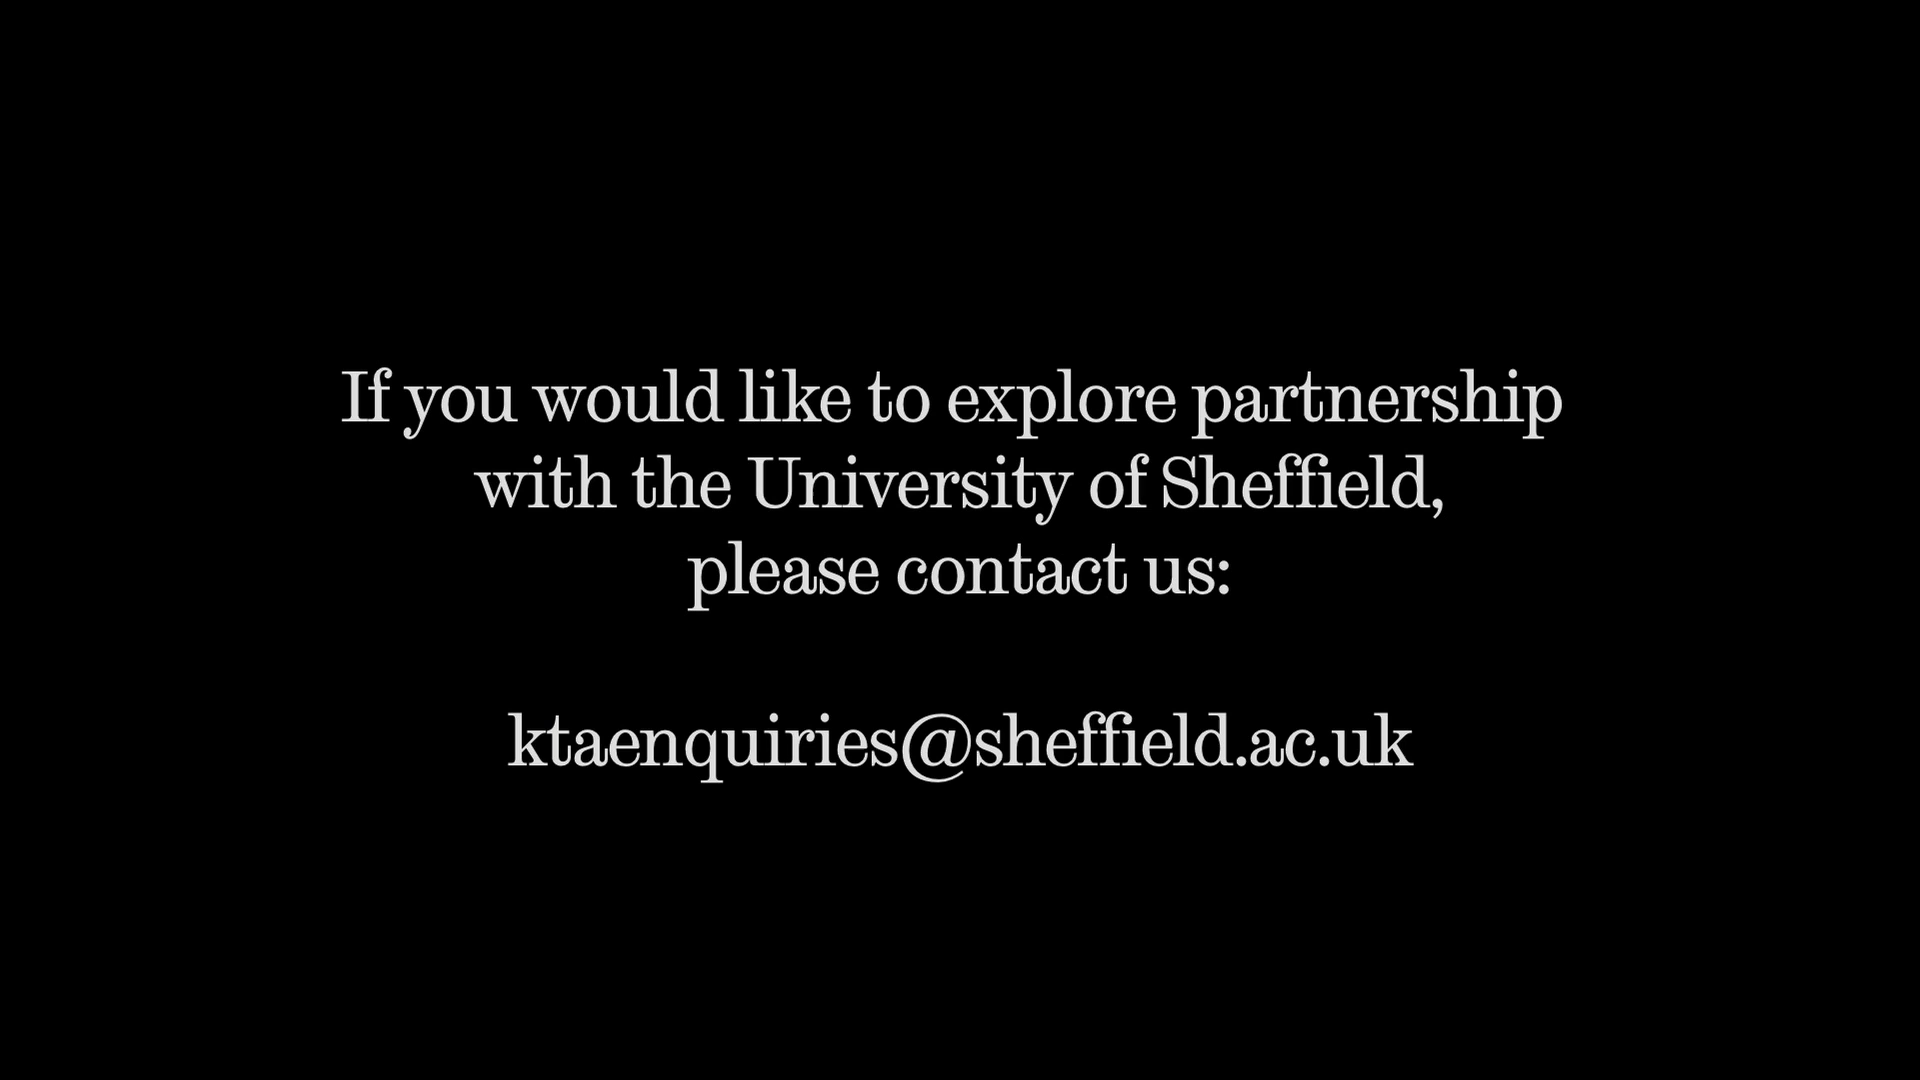 If you would like to explore partnership
with the University of Sheffield,
please contact us:
ktaenquiries@sheffield.ac.uk